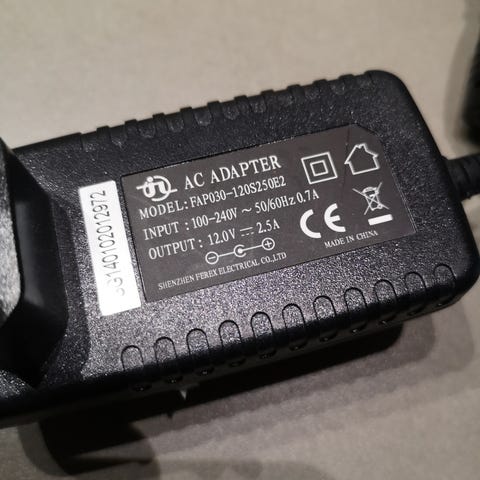 AC ADAPTER
MODEL: FAP030-120S250E2
INPUT : 100-240V ~ 50/60Hz 0.7A
OUTPUT : 12.0V ⎓ 2.5A
SHENZHEN FEREX ELECTRICAL CO.,LTD
CE
MADE IN CHINA
SG140102012972